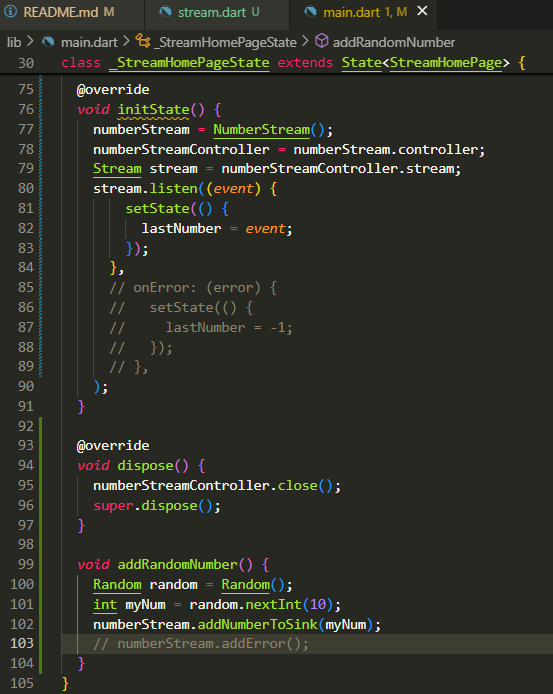 README.md M stream.dart U main.dart 1, M
lib > main.dart > _StreamHomePageState > addRandomNumber
30 class _StreamHomePageState extends State<StreamHomePage> {
75 @override
76 void initState() {
77 numberStream = NumberStream();
78 numberStreamController = numberStream.controller;
79 Stream stream = numberStreamController.stream;
80 stream.listen((event) {
81 setState(() {
82 lastNumber = event;
83 });
84 },
85 // onError: (error) {
86 //   setState(() {
87 //     lastNumber = -1;
88 //   });
89 // },
90 );
91 }
92
93 @override
94 void dispose() {
95 numberStreamController.close();
96 super.dispose();
97 }
98
99 void addRandomNumber() {
100 Random random = Random();
101 int myNum = random.nextInt(10);
102 numberStream.addNumberToSink(myNum);
103 // numberStream.addError();
104 }
105 }